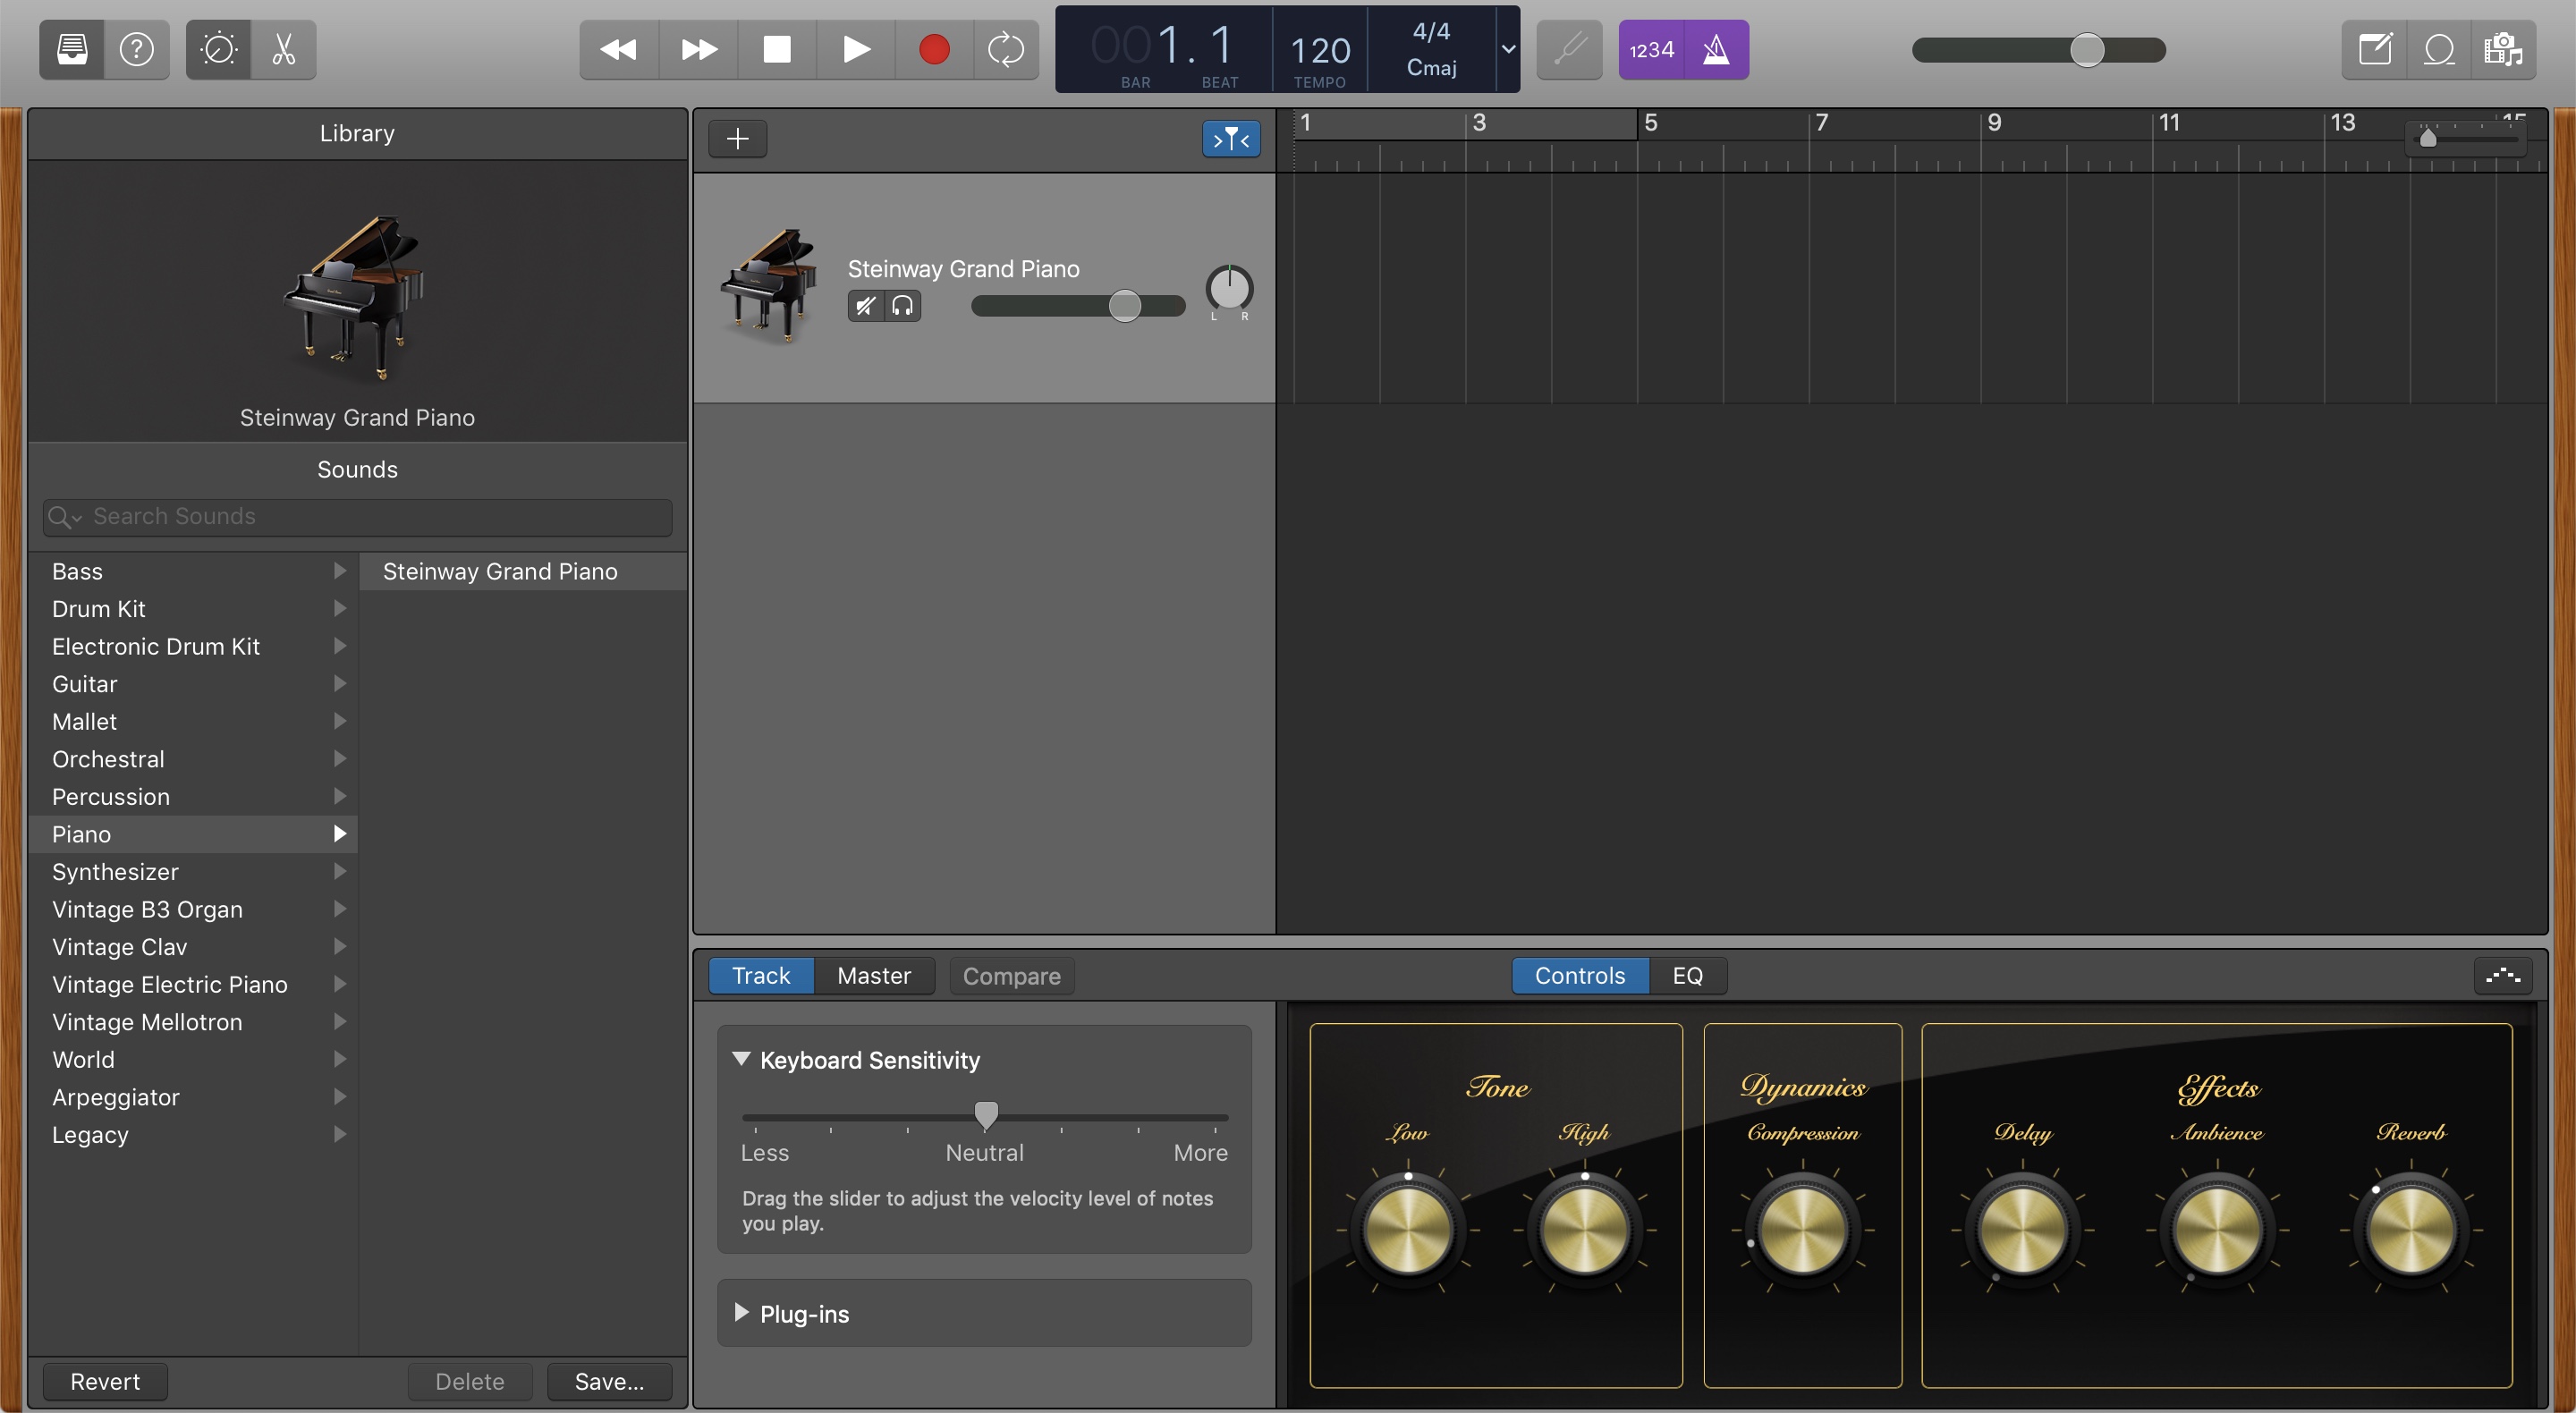 001. 1
BAR BEAT
120
TEMPO
4/4
Cmaj
1234
Library
Steinway Grand Piano
Sounds
Search Sounds
Bass
Drum Kit
Electronic Drum Kit
Guitar
Mallet
Orchestral
Percussion
Piano
Synthesizer
Vintage B3 Organ
Vintage Clav
Vintage Electric Piano
Vintage Mellotron
World
Arpeggiator
Legacy
Steinway Grand Piano
Revert Delete Save...
1 3 5 7 9 11 13 15
Steinway Grand Piano
L R
Track Master Compare
Controls EQ
Keyboard Sensitivity
Less Neutral More
Drag the slider to adjust the velocity level of notes
you play.
Plug-ins
Tone
Low High
Dynamics
Compression
Effects
Delay Ambience Reverb